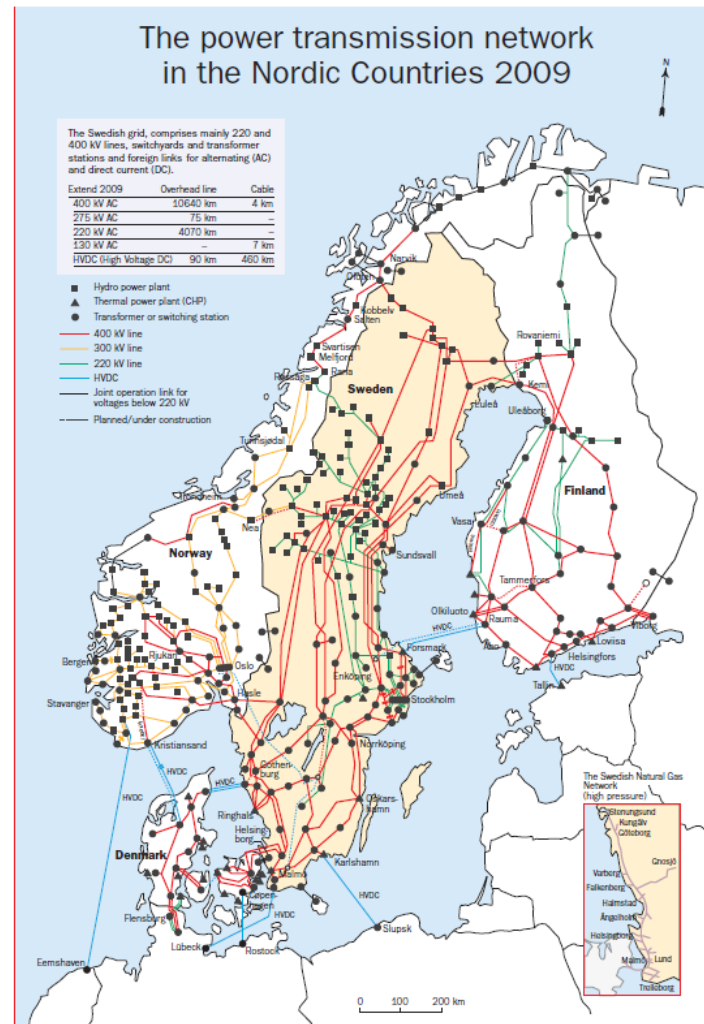 The power transmission network
in the Nordic Countries 2009
N
The Swedish grid, comprises mainly 220 and
400 kV lines, switchyards and transformer
stations and foreign links for alternating (AC)
and direct current (DC).
Extend 2009 Overhead line Cable
400 kV AC 10640 km 4 km
275 kV AC 75 km –
220 kV AC 4070 km –
130 kV AC – 7 km
HVDC (High Voltage DC) 90 km 460 km
Hydro power plant
Thermal power plant (CHP)
Transformer or switching station
400 kV line
300 kV line
220 kV line
HVDC
Joint operation link for
voltages below 220 kV
Planned/under construction
Narvik
Ofoten
Kobbelv
Salten
Svartisen
Melfjord
Rana
Røssåga
Rovaniemi
Sweden
Kemi
Luleå
Uleåborg
Tunnsjødal
Finland
Umeå
Trondheim
Nea
Vasa
Norway
Sundsvall
Tammerfors
Olkiluoto
Rauma
HVDC
Viborg
Forsmark
Åbo
Lovisa
Helsingfors
HVDC
Bergen
Rjukan
Oslo
Enköping
Tallin
Stavanger
Hasle
Stockholm
Kristiansand
Norrköping
HVDC
Gothen-
burg
HVDC
HVDC
Oskars-
hamn
Ringhals
Helsing-
borg
Denmark
Karlshamn
Malmö
Copen-
hagen
HVDC
HVDC
Flensburg
Slupsk
Lübeck
Rostock
Eemshaven
0 100 200 km
The Swedish Natural Gas
Network
(high pressure)
Stenungsund
Kungälv
Göteborg
Gnosjö
Varberg
Falkenberg
Halmstad
Ängelholm
Helsingborg
Malmö
Lund
Trelleborg